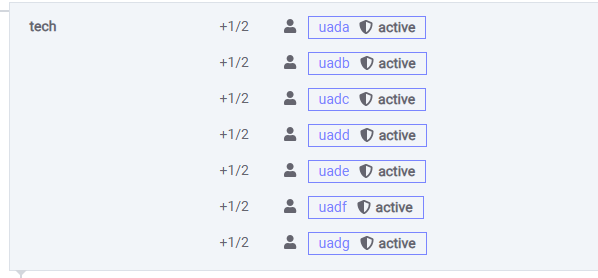 tech +1/2 uada active
+1/2 uadb active
+1/2 uadc active
+1/2 uadd active
+1/2 uade active
+1/2 uadf active
+1/2 uadg active